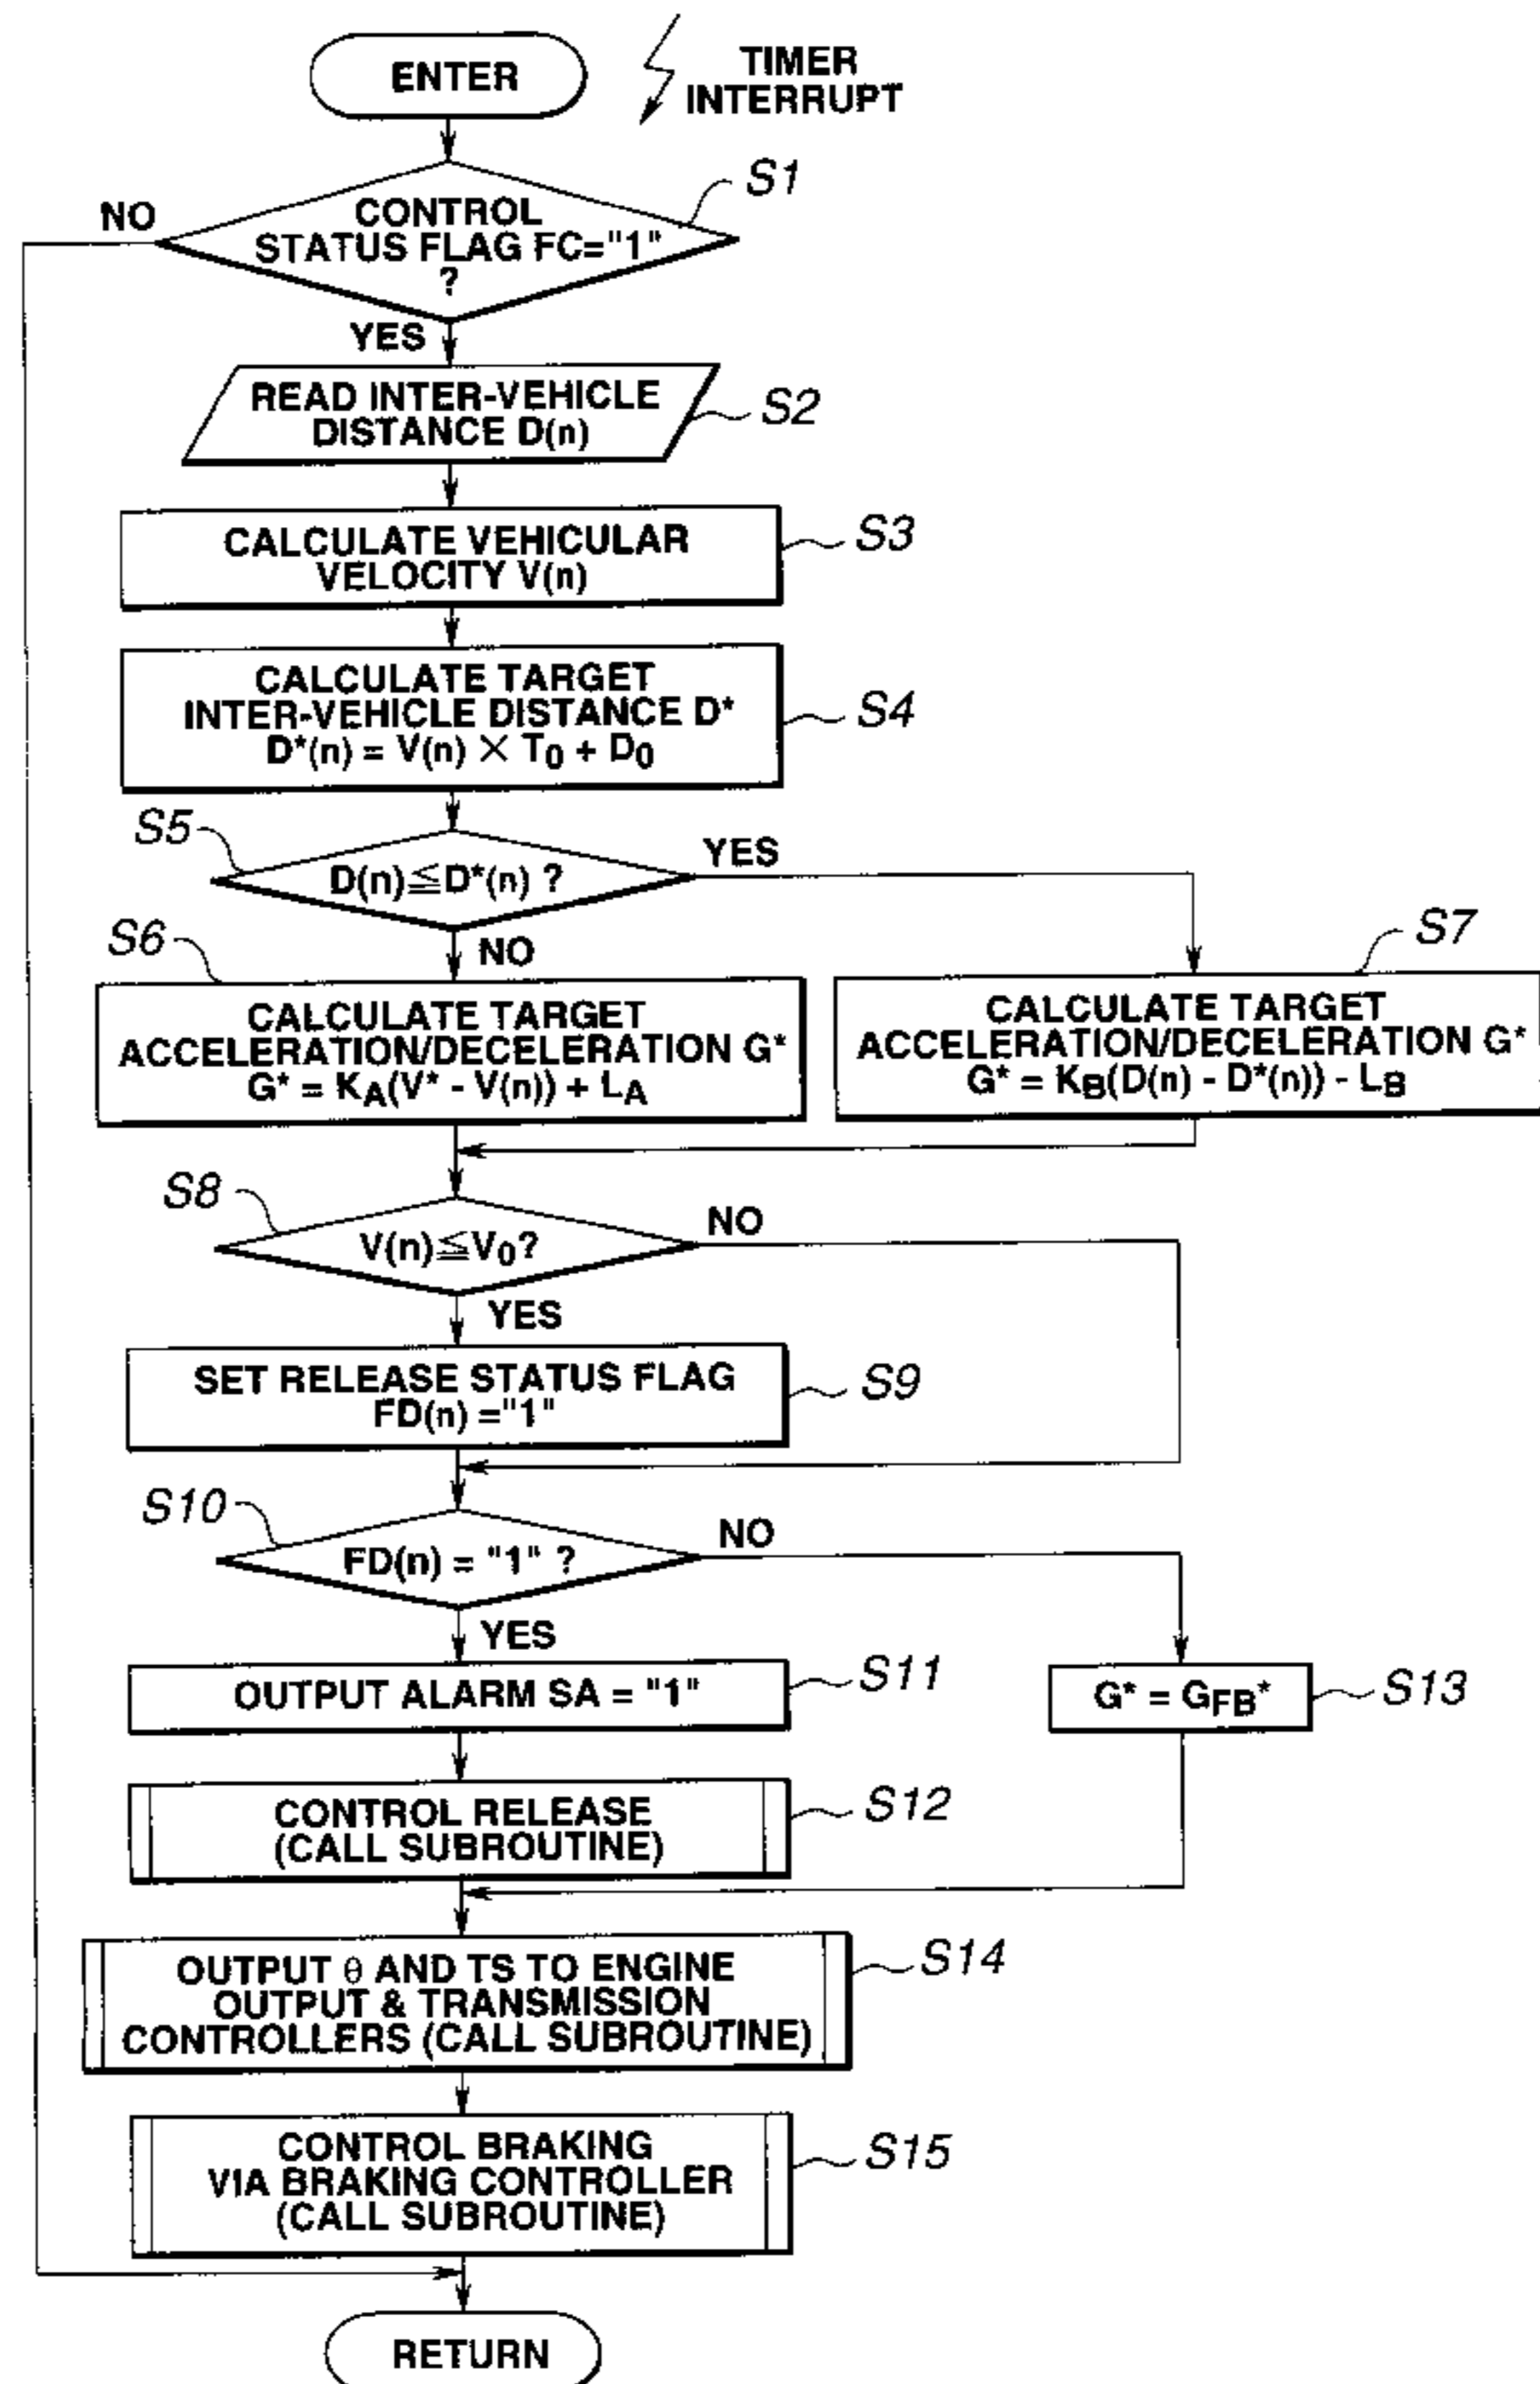 ENTER
TIMER
INTERRUPT
S1
NO
CONTROL
STATUS FLAG FC="1"
?
YES
READ INTER-VEHICLE
DISTANCE D(n)
S2
CALCULATE VEHICULAR
VELOCITY V(n)
S3
CALCULATE TARGET
INTER-VEHICLE DISTANCE D*
D*(n) = V(n) × T0 + D0
S4
S5
D(n)≦D*(n) ?
YES
NO
S6
CALCULATE TARGET
ACCELERATION/DECELERATION G*
G* = KA(V* - V(n)) + LA
S7
CALCULATE TARGET
ACCELERATION/DECELERATION G*
G* = KB(D(n) - D*(n)) - LB
S8
V(n)≦V0?
NO
YES
SET RELEASE STATUS FLAG
FD(n) ="1"
S9
S10
FD(n) = "1" ?
NO
YES
OUTPUT ALARM SA = "1"
S11
G* = GFB*
S13
CONTROL RELEASE
(CALL SUBROUTINE)
S12
OUTPUT θ AND TS TO ENGINE
OUTPUT & TRANSMISSION
CONTROLLERS (CALL SUBROUTINE)
S14
CONTROL BRAKING
VIA BRAKING CONTROLLER
(CALL SUBROUTINE)
S15
RETURN